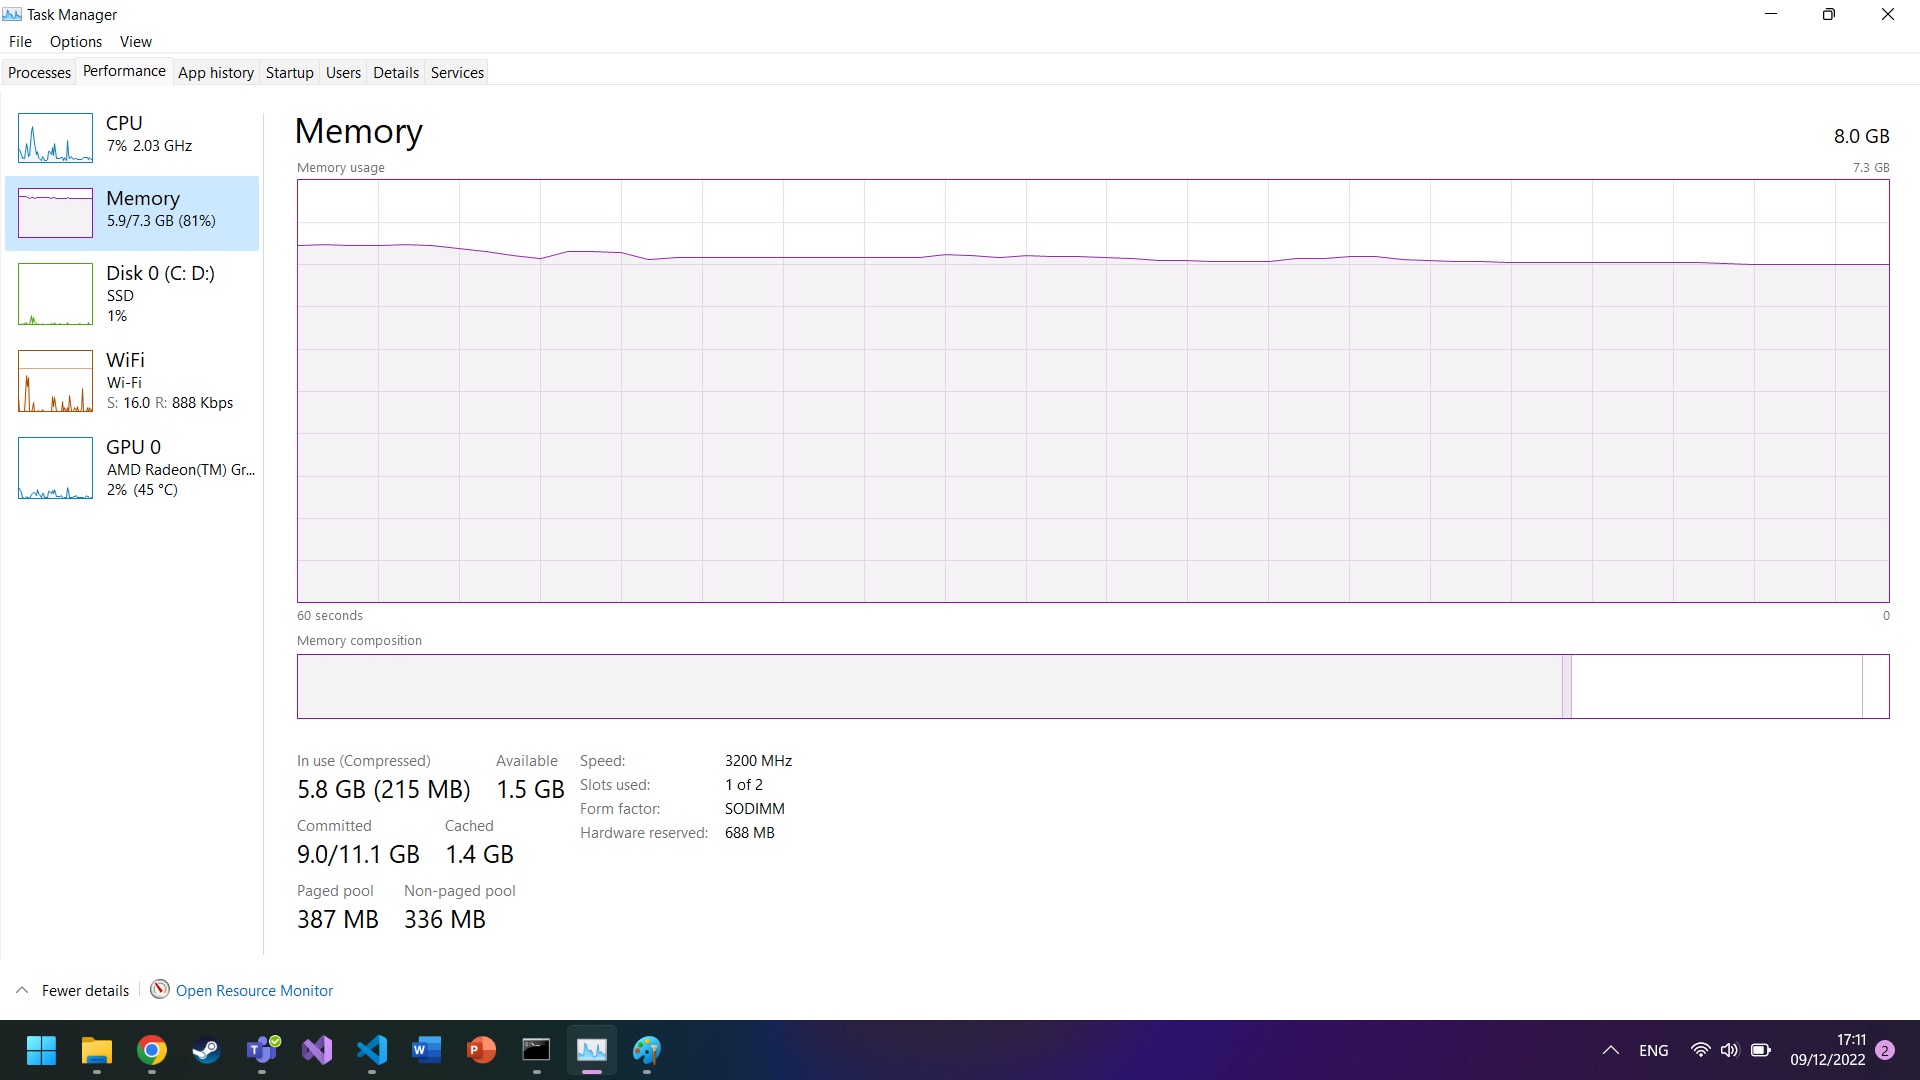 Task Manager
File Options View
Processes Performance App history Startup Users Details Services
CPU
7% 2.03 GHz
Memory
5.9/7.3 GB (81%)
Disk 0 (C: D:)
SSD
1%
WiFi
Wi-Fi
S: 16.0 R: 888 Kbps
GPU 0
AMD Radeon(TM) Gr...
2% (45 °C)
Memory 8.0 GB
Memory usage 7.3 GB
60 seconds 0
Memory composition
In use (Compressed) Available
5.8 GB (215 MB) 1.5 GB
Committed Cached
9.0/11.1 GB 1.4 GB
Paged pool Non-paged pool
387 MB 336 MB
Speed: 3200 MHz
Slots used: 1 of 2
Form factor: SODIMM
Hardware reserved: 688 MB
Fewer details Open Resource Monitor
ENG
17:11
09/12/2022
2